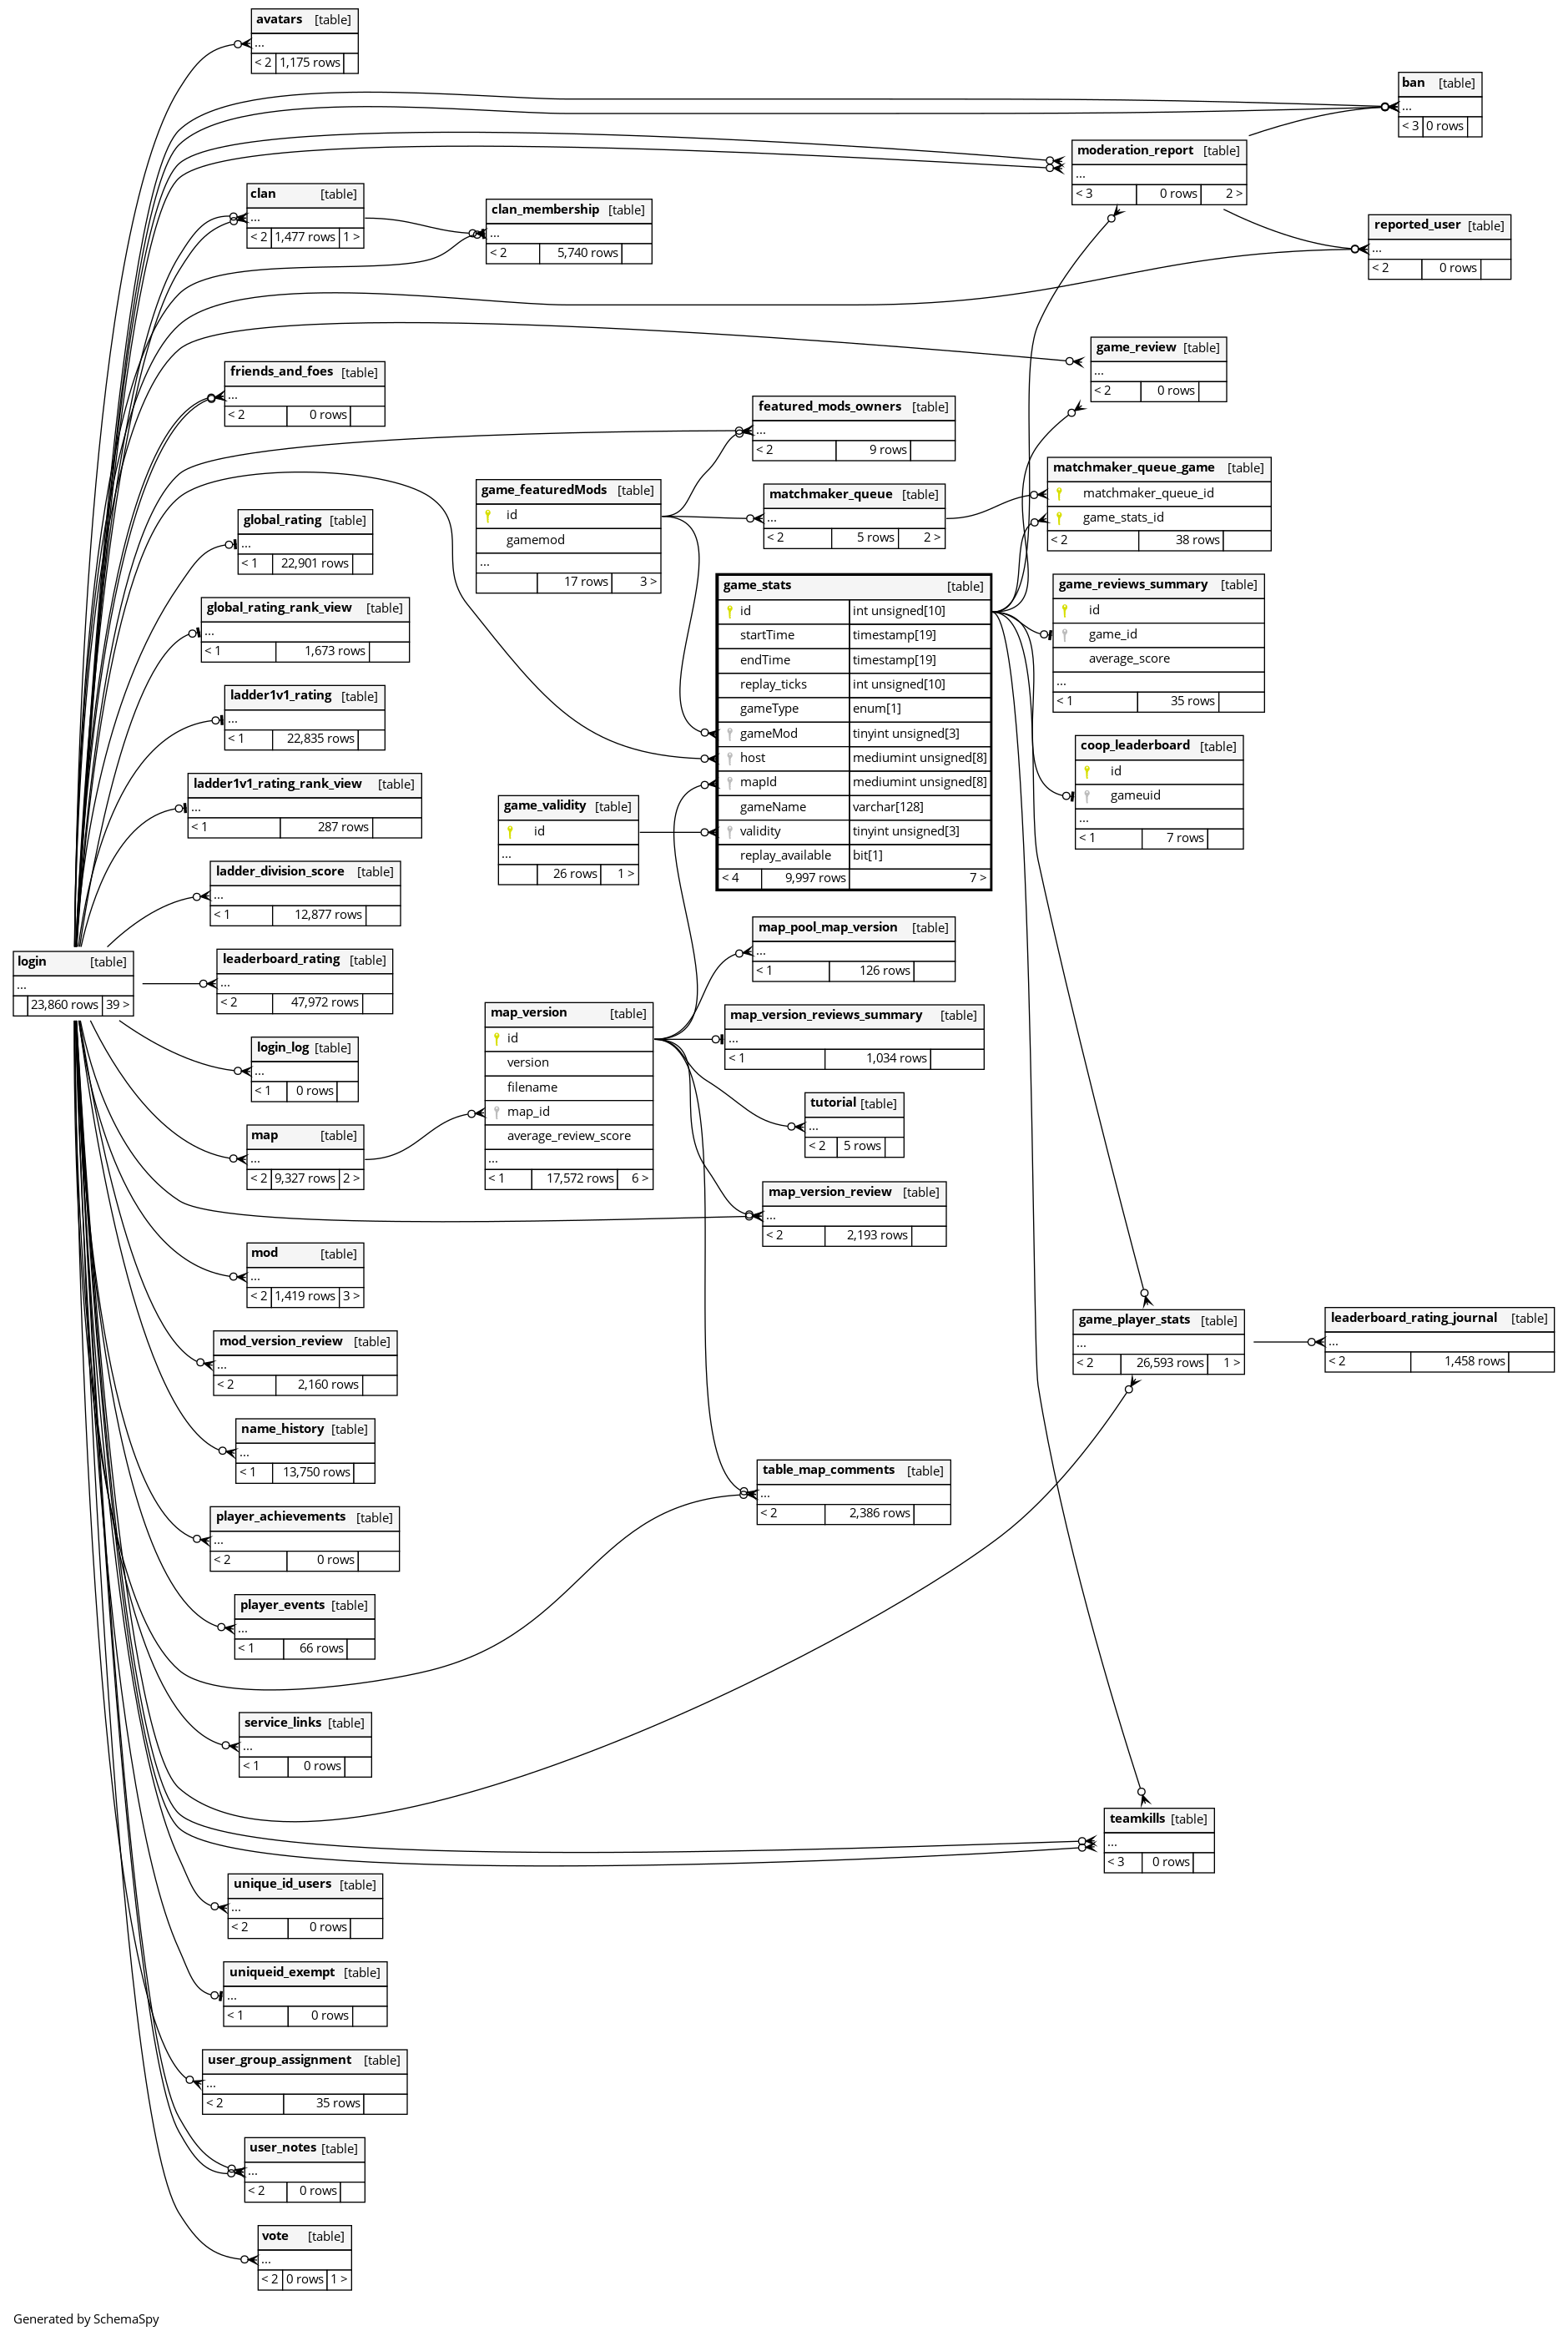 avatars [table]
...
< 2 1,175 rows
ban [table]
...
< 3 0 rows
moderation_report [table]
...
< 3 0 rows 2 >
clan [table]
...
< 2 1,477 rows 1 >
clan_membership [table]
...
< 2 5,740 rows
reported_user [table]
...
< 2 0 rows
game_review [table]
...
< 2 0 rows
friends_and_foes [table]
...
< 2 0 rows
featured_mods_owners [table]
...
< 2 9 rows
game_featuredMods [table]
id
gamemod
...
17 rows 3 >
matchmaker_queue [table]
...
< 2 5 rows 2 >
matchmaker_queue_game [table]
matchmaker_queue_id
game_stats_id
< 2 38 rows
global_rating [table]
...
< 1 22,901 rows
global_rating_rank_view [table]
...
< 1 1,673 rows
game_stats [table]
id int unsigned[10]
startTime timestamp[19]
endTime timestamp[19]
replay_ticks int unsigned[10]
gameType enum[1]
gameMod tinyint unsigned[3]
host mediumint unsigned[8]
mapId mediumint unsigned[8]
gameName varchar[128]
validity tinyint unsigned[3]
replay_available bit[1]
< 4 9,997 rows 7 >
game_reviews_summary [table]
id
game_id
average_score
...
< 1 35 rows
ladder1v1_rating [table]
...
< 1 22,835 rows
coop_leaderboard [table]
id
gameuid
...
< 1 7 rows
ladder1v1_rating_rank_view [table]
...
< 1 287 rows
game_validity [table]
id
...
26 rows 1 >
ladder_division_score [table]
...
< 1 12,877 rows
map_pool_map_version [table]
...
< 1 126 rows
login [table]
...
23,860 rows 39 >
leaderboard_rating [table]
...
< 2 47,972 rows
map_version [table]
id
version
filename
map_id
average_review_score
...
< 1 17,572 rows 6 >
map_version_reviews_summary [table]
...
< 1 1,034 rows
login_log [table]
...
< 1 0 rows
tutorial [table]
...
< 2 5 rows
map [table]
...
< 2 9,327 rows 2 >
map_version_review [table]
...
< 2 2,193 rows
mod [table]
...
< 2 1,419 rows 3 >
game_player_stats [table]
...
< 2 26,593 rows 1 >
leaderboard_rating_journal [table]
...
< 2 1,458 rows
mod_version_review [table]
...
< 2 2,160 rows
name_history [table]
...
< 1 13,750 rows
table_map_comments [table]
...
< 2 2,386 rows
player_achievements [table]
...
< 2 0 rows
player_events [table]
...
< 1 66 rows
service_links [table]
...
< 1 0 rows
teamkills [table]
...
< 3 0 rows
unique_id_users [table]
...
< 2 0 rows
uniqueid_exempt [table]
...
< 1 0 rows
user_group_assignment [table]
...
< 2 35 rows
user_notes [table]
...
< 2 0 rows
vote [table]
...
< 2 0 rows 1 >
Generated by SchemaSpy